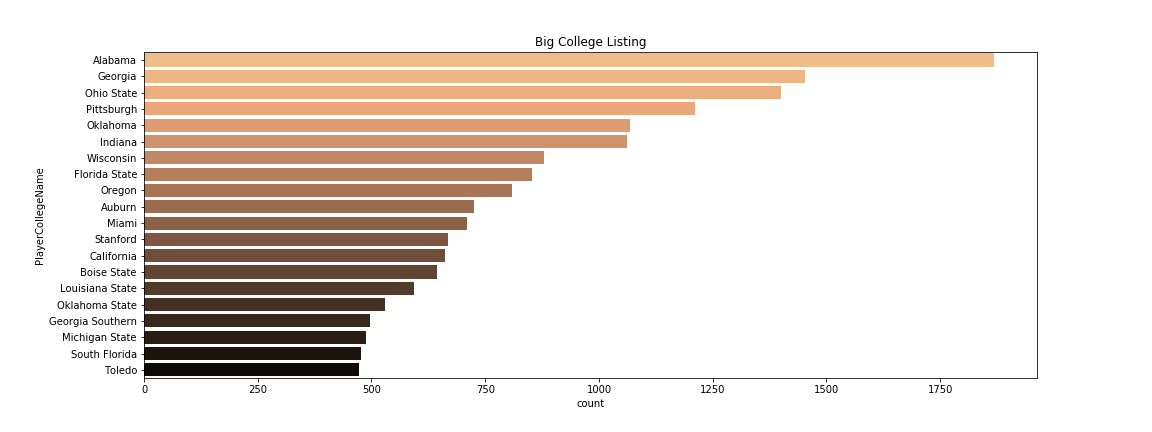 Big College Listing
PlayerCollegeName
Alabama
Georgia
Ohio State
Pittsburgh
Oklahoma
Indiana
Wisconsin
Florida State
Oregon
Auburn
Miami
Stanford
California
Boise State
Louisiana State
Oklahoma State
Georgia Southern
Michigan State
South Florida
Toledo
0 250 500 750 1000 1250 1500 1750
count